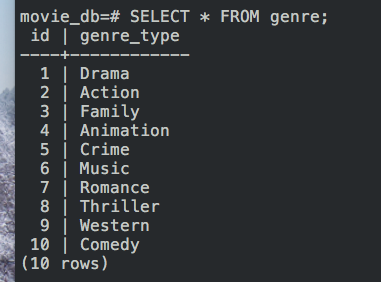 movie_db=# SELECT * FROM genre;
 id | genre_type
----+------------
  1 | Drama
  2 | Action
  3 | Family
  4 | Animation
  5 | Crime
  6 | Music
  7 | Romance
  8 | Thriller
  9 | Western
 10 | Comedy
(10 rows)